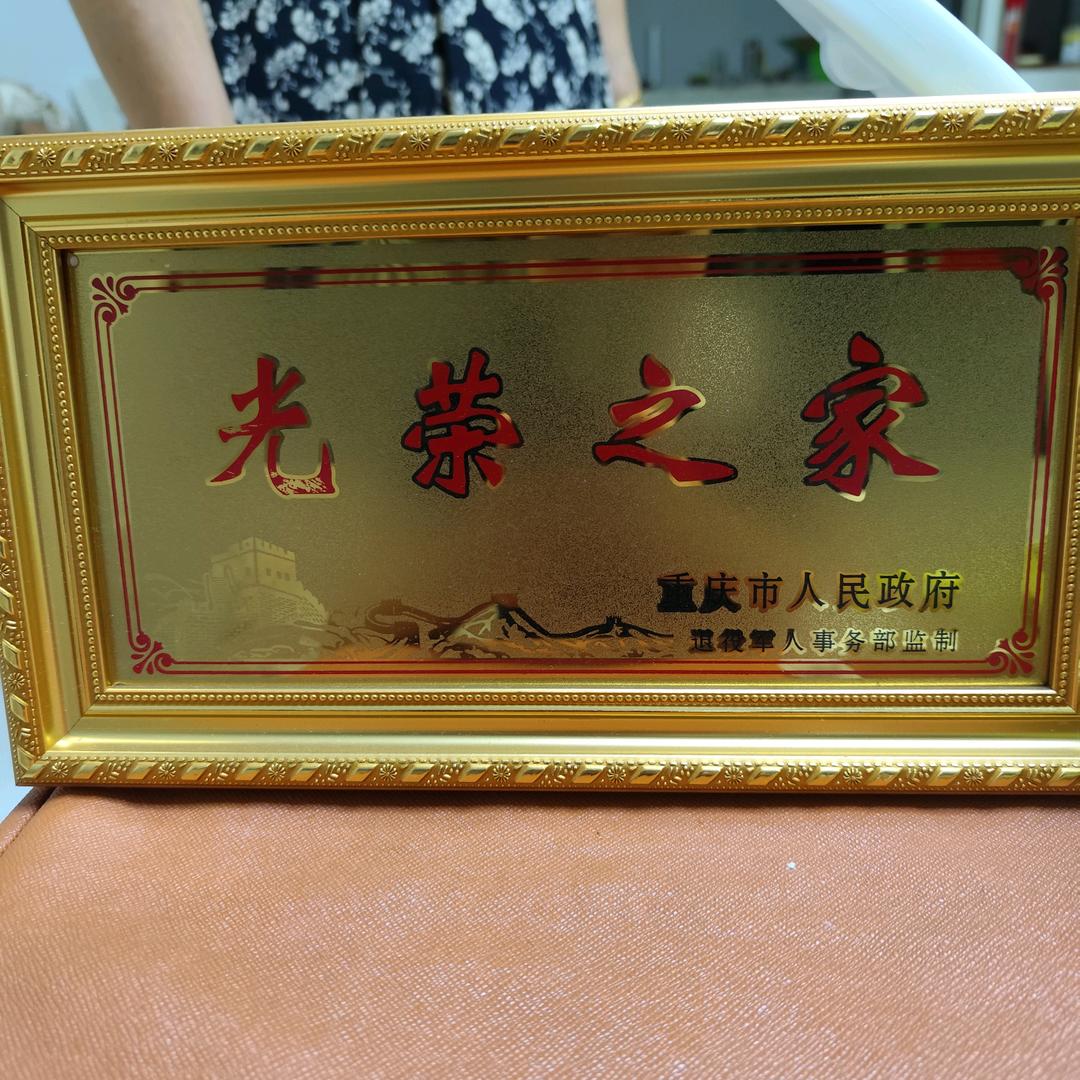 光荣之家
重庆市人民政府
退役军人事务部监制